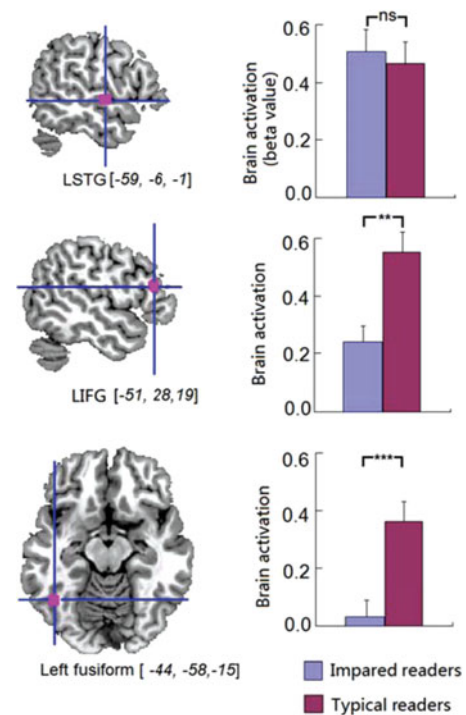 ns
0.6
0.4
0.2
0.0
Brain activation
(beta value)
LSTG [-59, -6, -1]
**
0.6
0.4
0.2
0.0
Brain activation
LIFG [-51, 28,19]
***
0.6
0.4
0.2
0.0
Brain activation
Left fusiform [ -44, -58,-15]
Impared readers
Typical readers